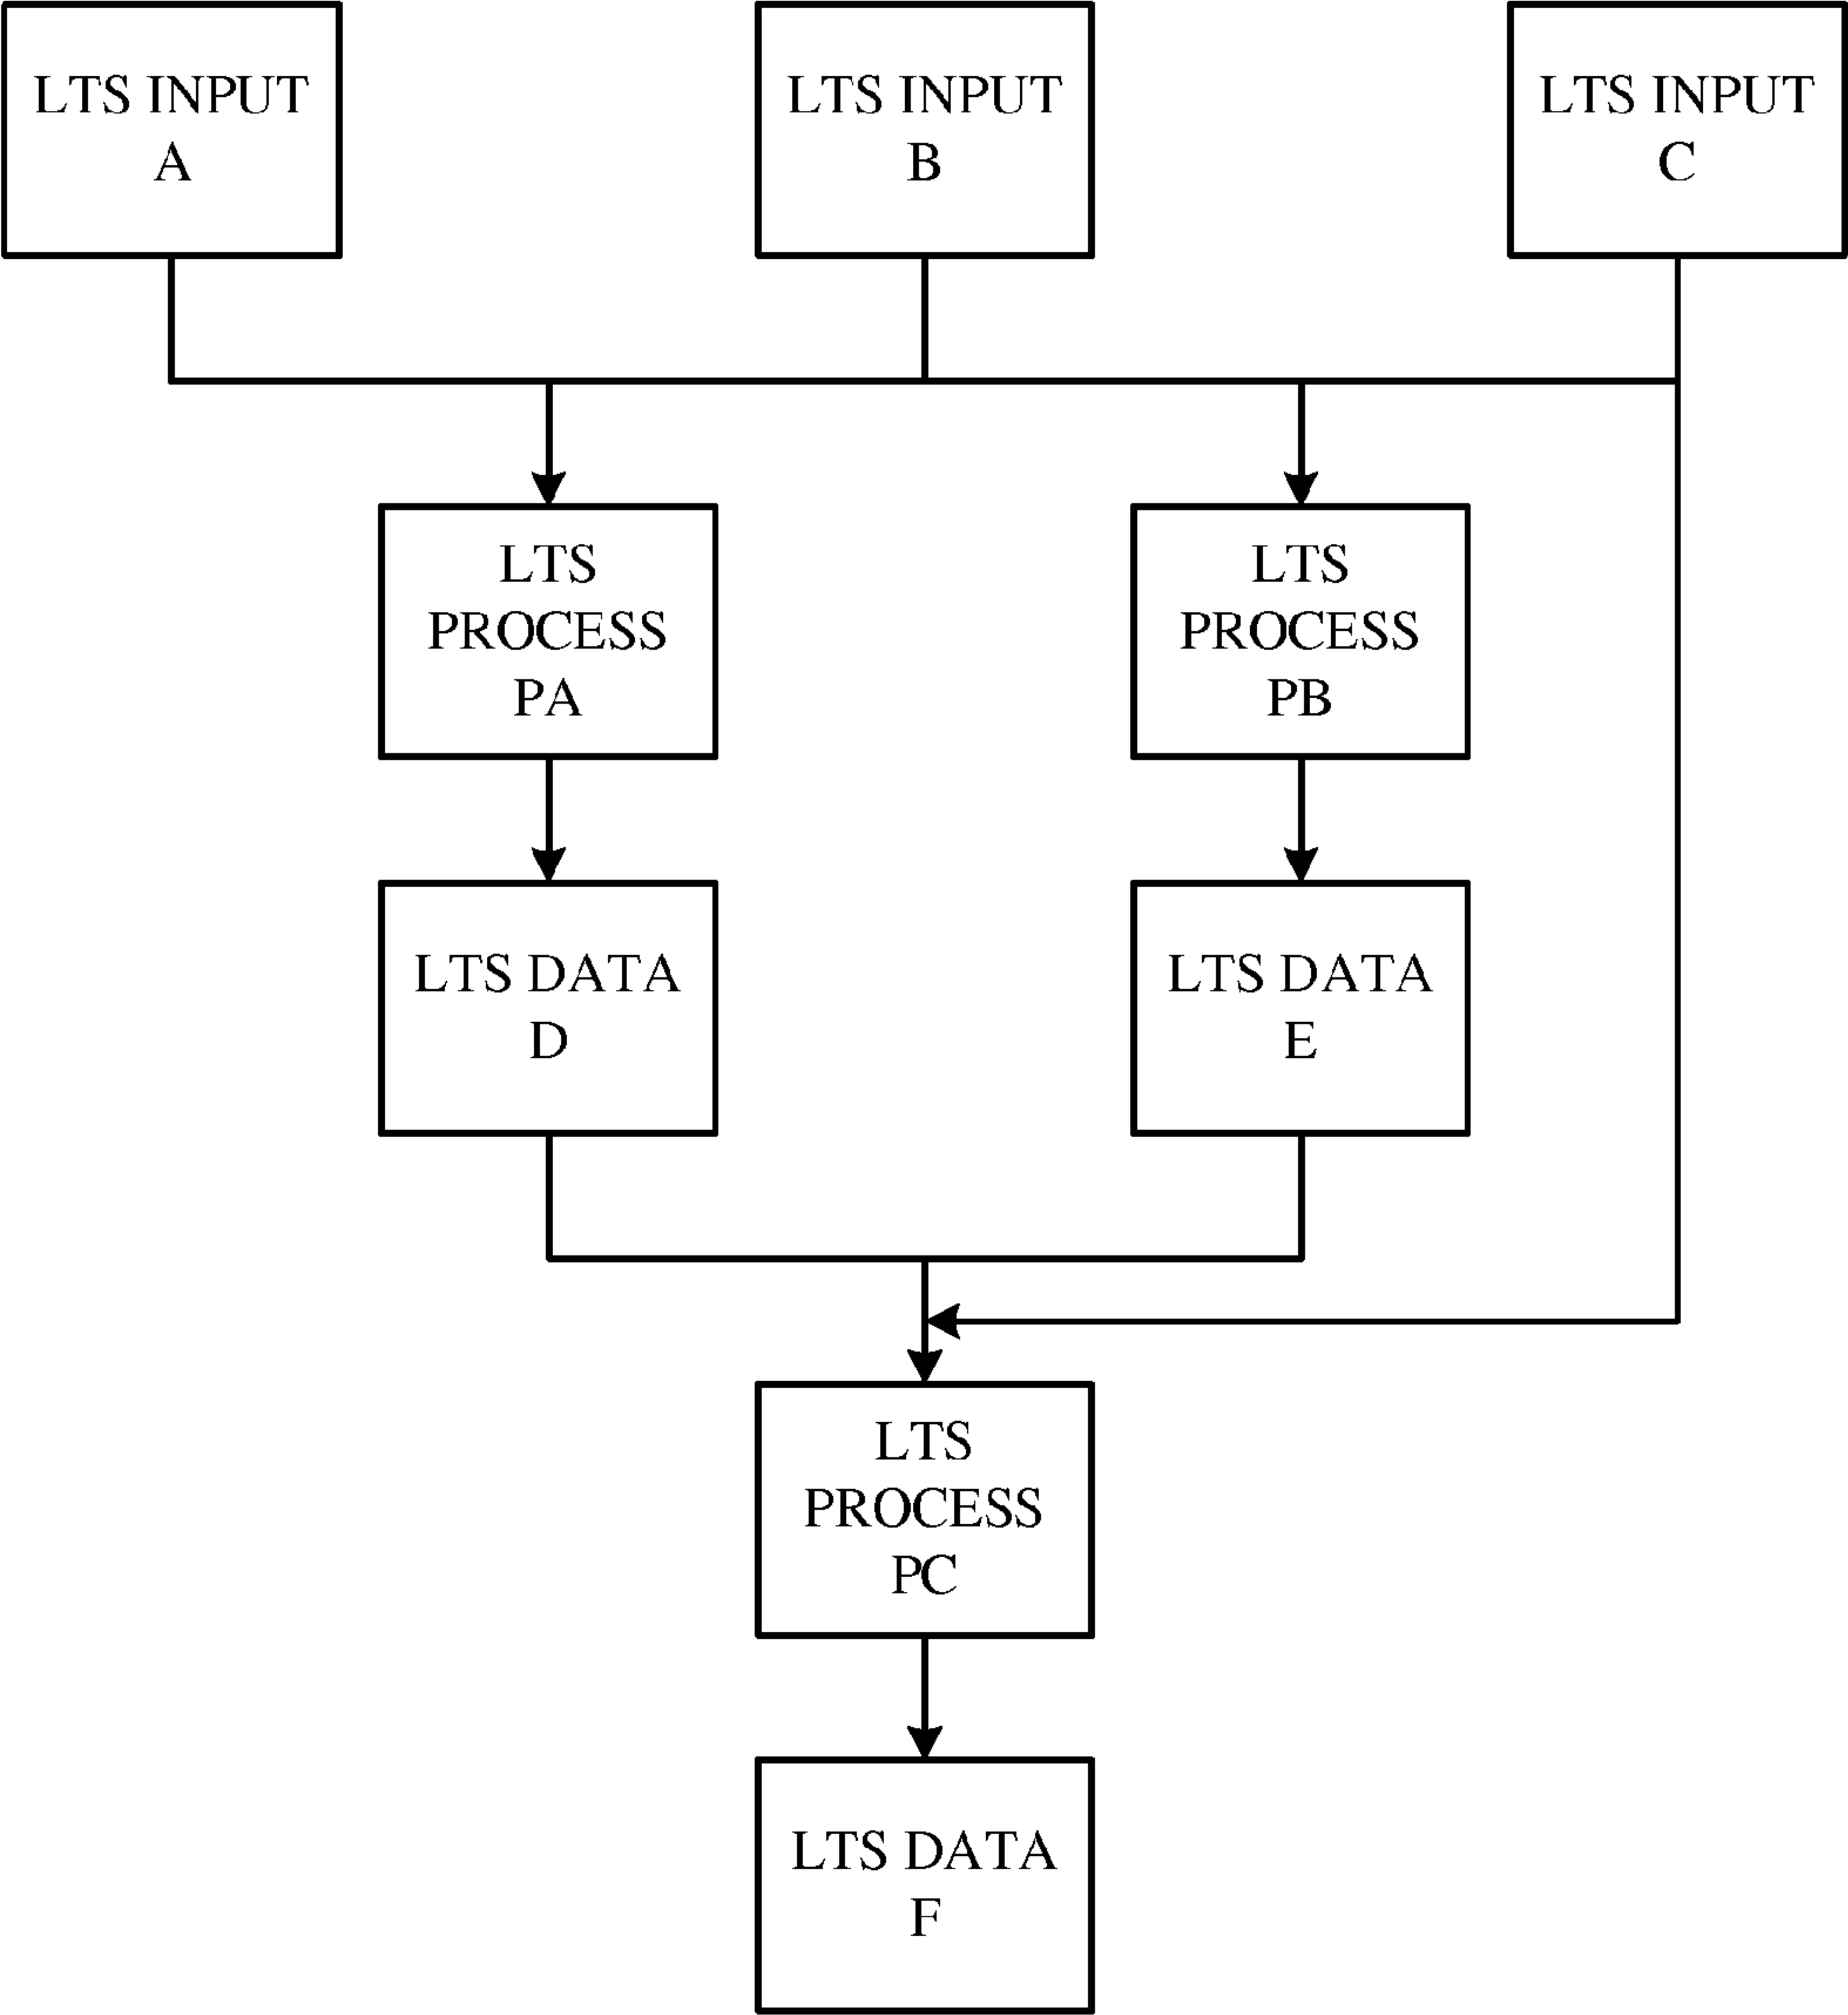 LTS INPUT
A
LTS INPUT
B
LTS INPUT
C
LTS
PROCESS
PA
LTS
PROCESS
PB
LTS DATA
D
LTS DATA
E
LTS
PROCESS
PC
LTS DATA
F